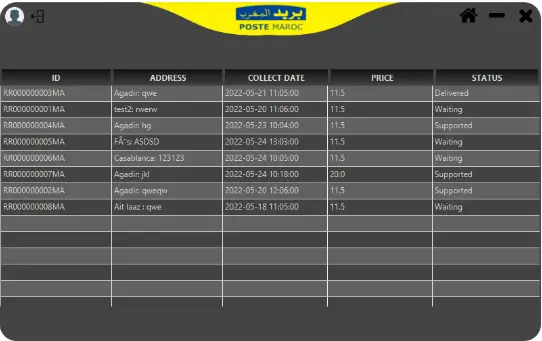 بريد المغرب
POSTE MAROC
ID ADDRESS COLLECT DATE PRICE STATUS
RR000000003MA Agadir: qwe 2022-05-21 11:05:00 11.5 Delivered
RR000000001MA test2: rwerw 2022-05-20 11:06:00 11.5 Waiting
RR000000004MA Agadir: hg 2022-05-23 10:04:00 11.5 Supported
RR000000005MA FÃ¨s: ASDSD 2022-05-24 13:03:00 11.5 Waiting
RR000000006MA Casablanca: 123123 2022-05-24 10:05:00 11.5 Waiting
RR000000007MA Agadir: jkl 2022-05-24 10:18:00 20.0 Supported
RR000000002MA Agadir: qweqw 2022-05-20 12:06:00 11.5 Supported
RR000000008MA Ait laaz : qwe 2022-05-18 11:05:00 11.5 Waiting